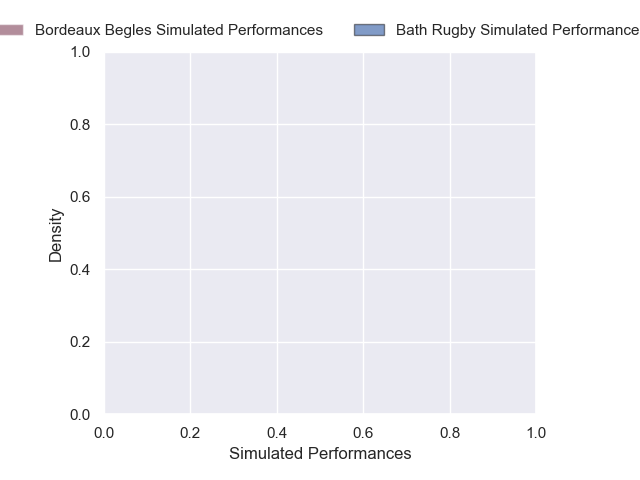 Bordeaux Begles Simulated Performances Bath Rugby Simulated Performance
1.0
0.8
0.6
0.4
0.2
0.0
Density
0.0 0.2 0.4 0.6 0.8 1.0
Simulated Performances